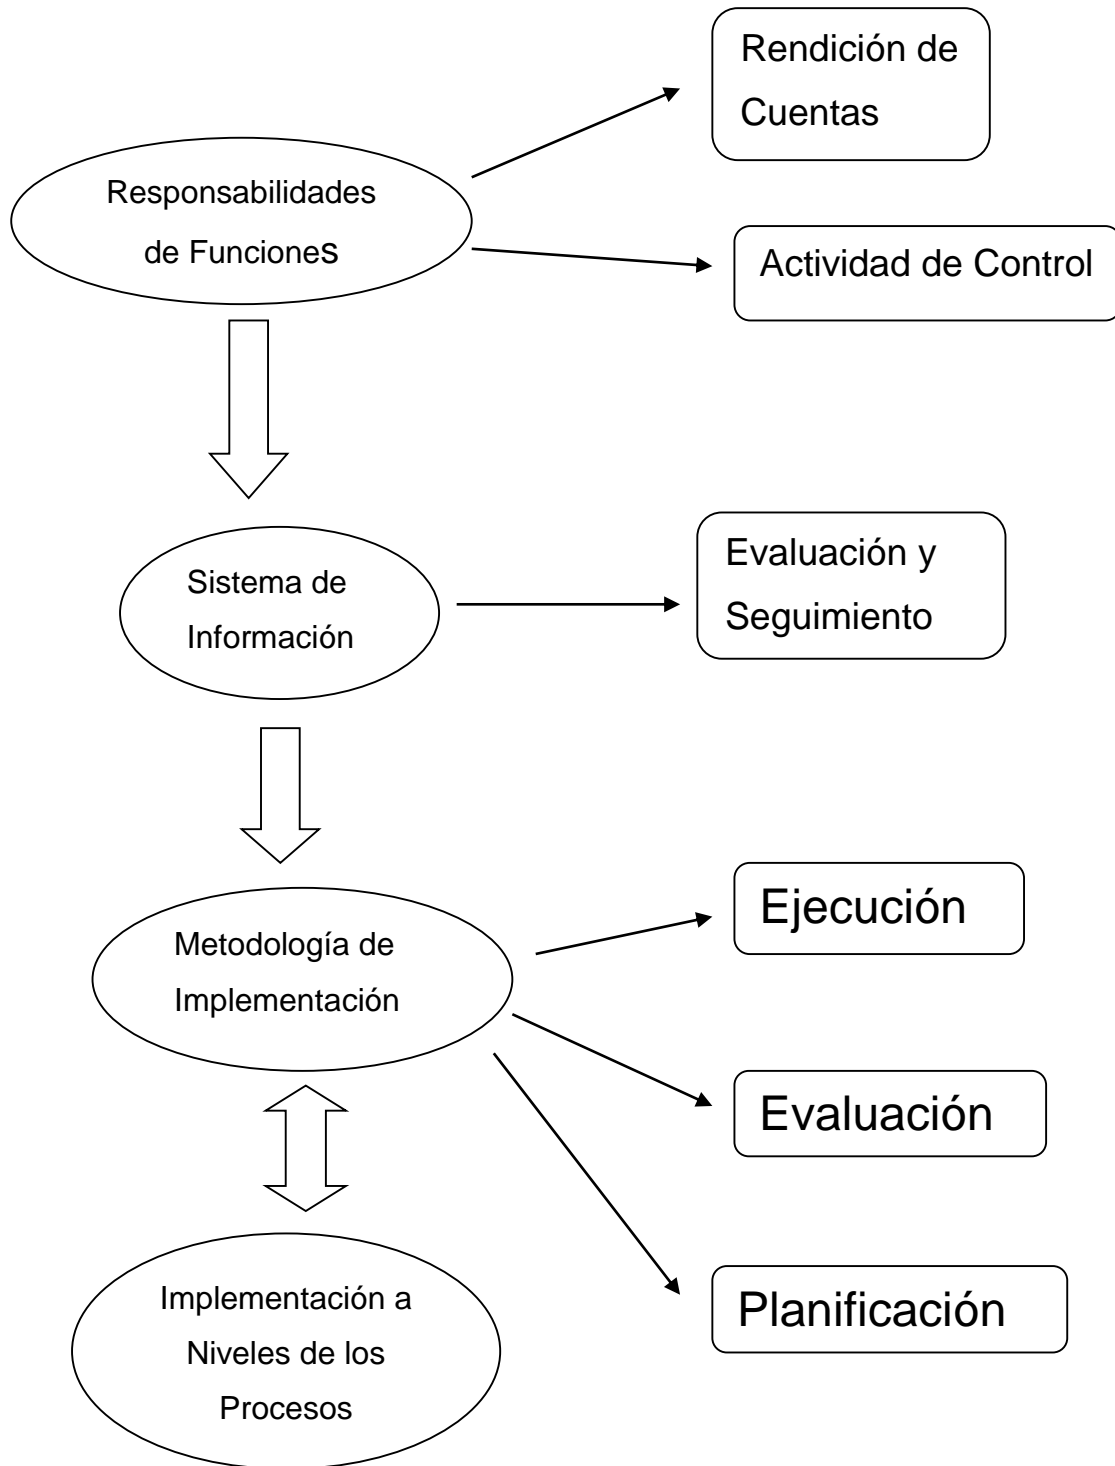 Rendición de
Cuentas
Responsabilidades
de Funciones
Actividad de Control
Sistema de
Información
Evaluación y
Seguimiento
Metodología de
Implementación
Ejecución
Evaluación
Planificación
Implementación a
Niveles de los
Procesos